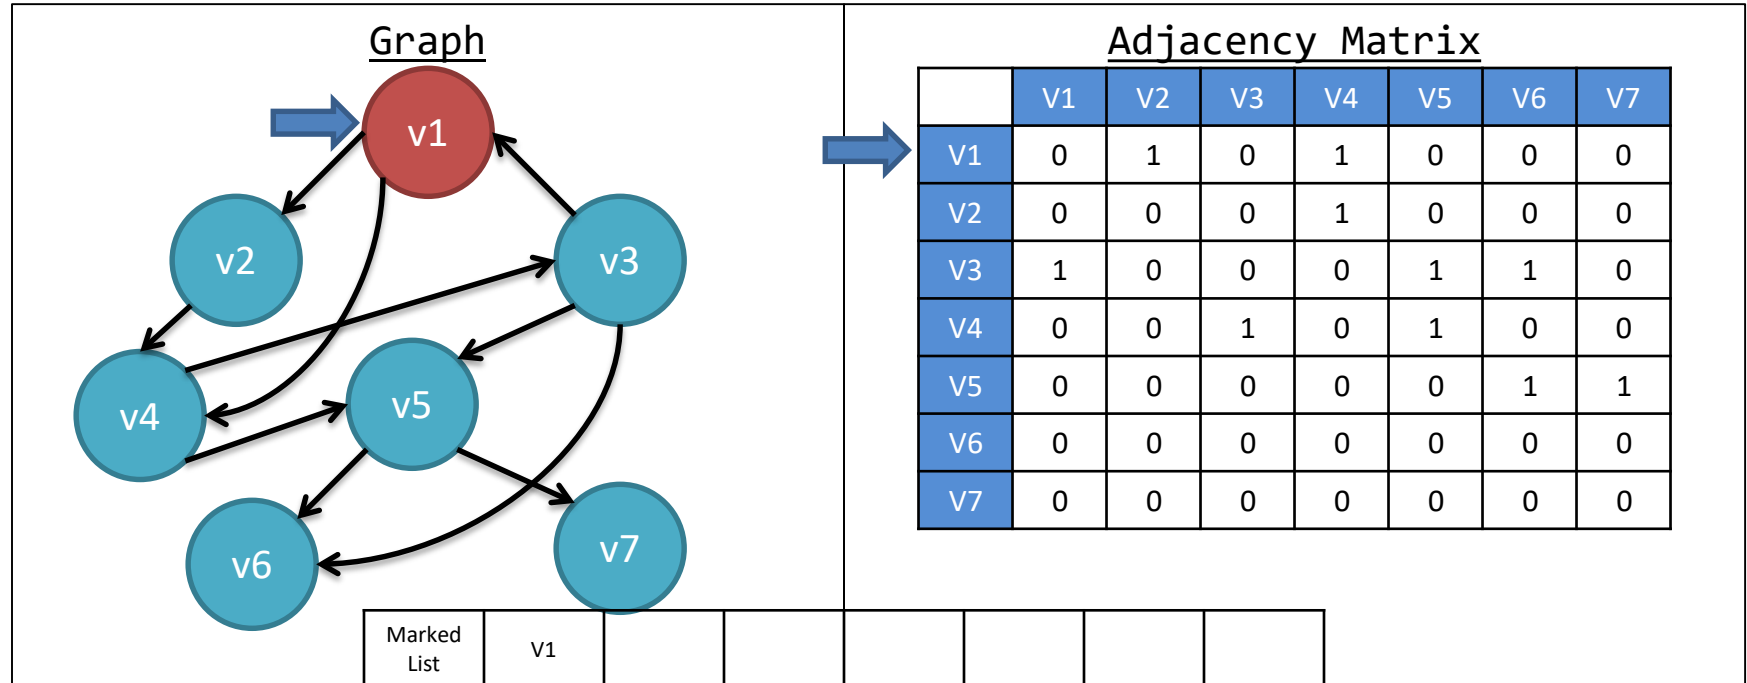 Graph
v1
v2
v3
v4
v5
v6
v7
Adjacency Matrix
V1 V2 V3 V4 V5 V6 V7
V1 0 1 0 1 0 0 0
V2 0 0 0 1 0 0 0
V3 1 0 0 0 1 1 0
V4 0 0 1 0 1 0 0
V5 0 0 0 0 0 1 1
V6 0 0 0 0 0 0 0
V7 0 0 0 0 0 0 0
Marked
List
V1